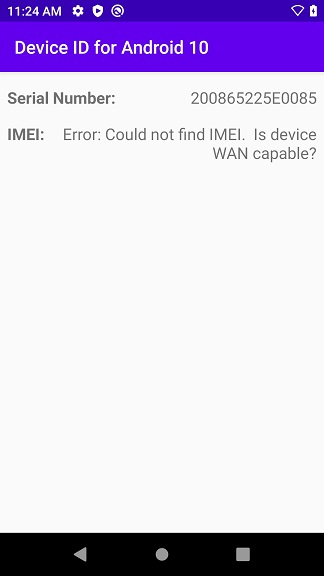 11:24 AM
Device ID for Android 10
Serial Number: 200865225E0085
IMEI: Error: Could not find IMEI. Is device
WAN capable?